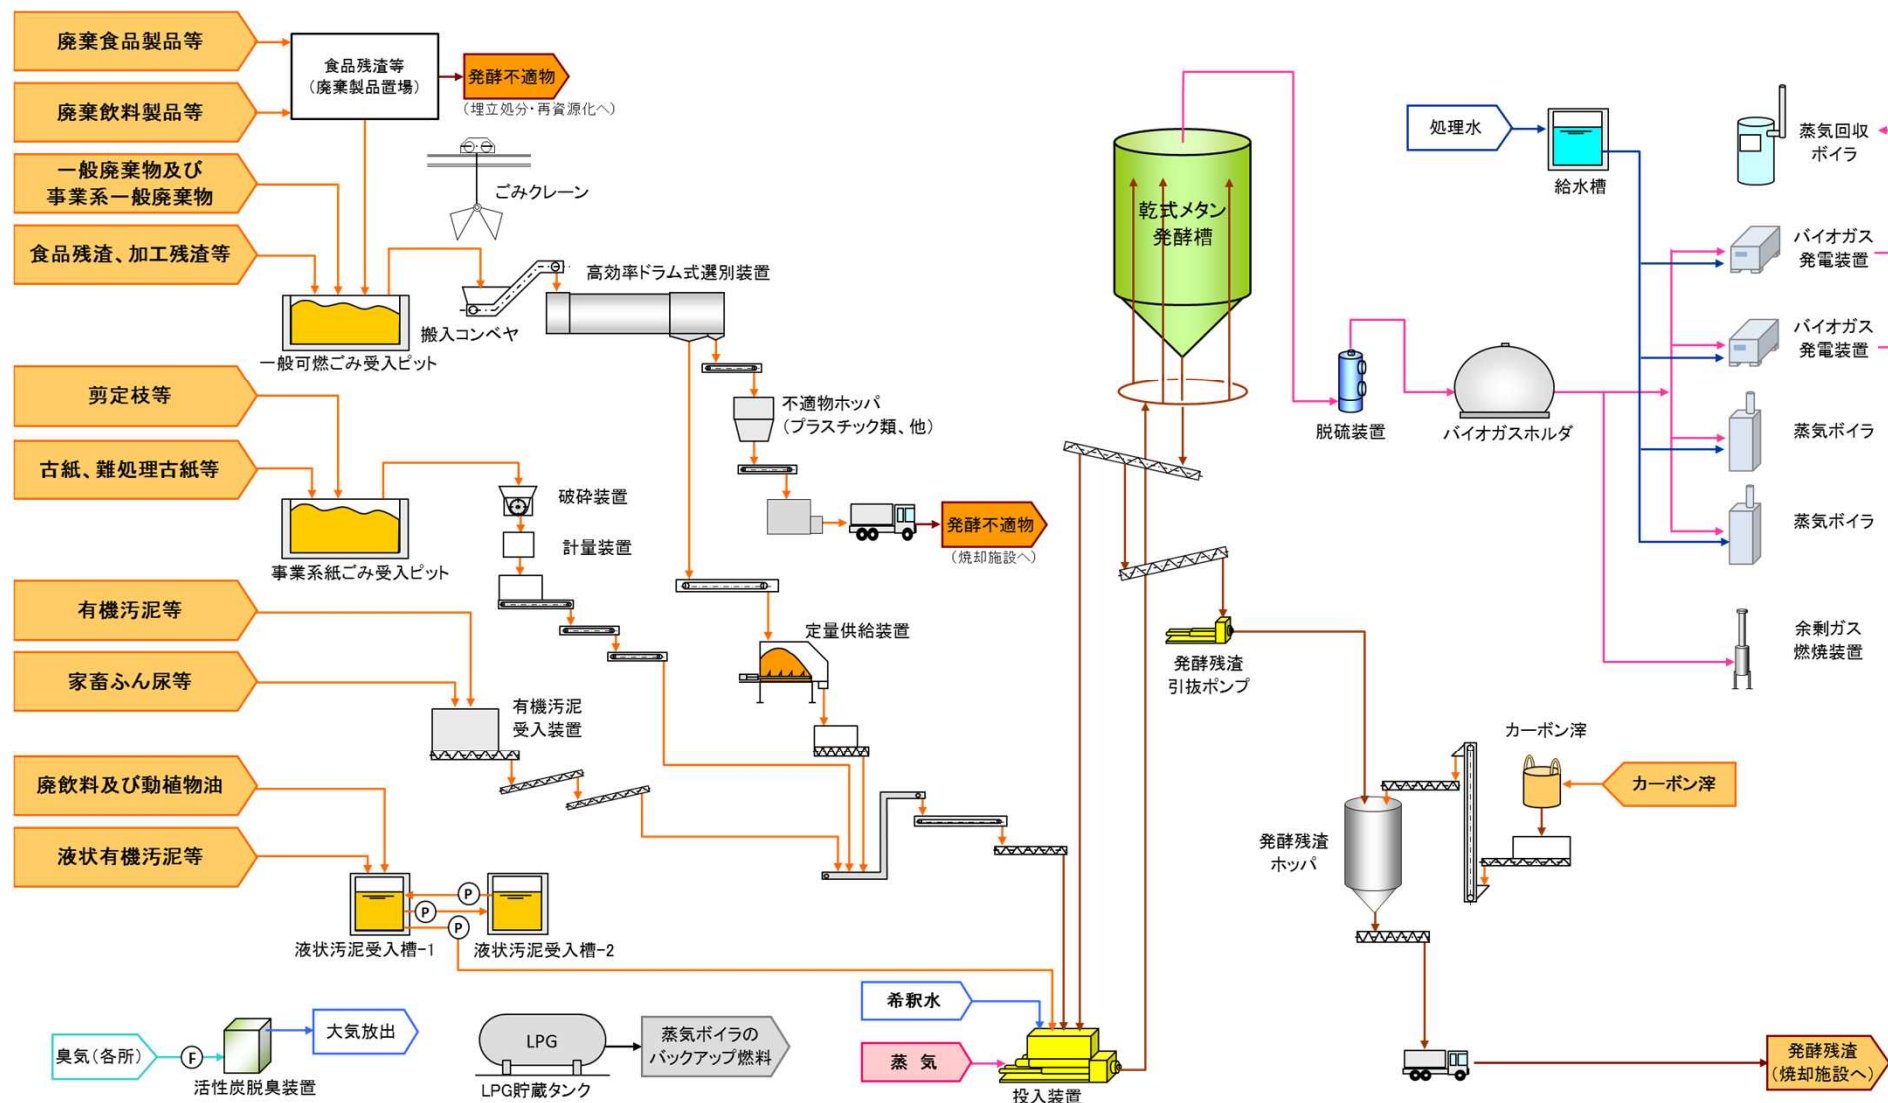 廃棄食品製品等
廃棄飲料製品等
一般廃棄物及び
事業系一般廃棄物
食品残渣、加工残渣等
食品残渣等
（廃棄製品置場）
発酵不適物
（埋立処分・再資源化へ）
ごみクレーン
高効率ドラム式選別装置
搬入コンベヤ
一般可燃ごみ受入ピット
剪定枝等
古紙、難処理古紙等
事業系紙ごみ受入ピット
破砕装置
計量装置
不適物ホッパ
（プラスチック類、他）
発酵不適物
（焼却施設へ）
定量供給装置
有機汚泥等
家畜ふん尿等
有機汚泥
受入装置
廃飲料及び動植物油
液状有機汚泥等
P
P
P
液状汚泥受入槽-1
液状汚泥受入槽-2
臭気（各所）
F
活性炭脱臭装置
大気放出
LPG
LPG貯蔵タンク
蒸気ボイラの
バックアップ燃料
希釈水
蒸 気
投入装置
乾式メタン
発酵槽
脱硫装置
バイオガスホルダ
処理水
給水槽
蒸気回収
ボイラ
バイオガス
発電装置
バイオガス
発電装置
蒸気ボイラ
蒸気ボイラ
余剰ガス
燃焼装置
発酵残渣
引抜ポンプ
カーボン滓
カーボン滓
発酵残渣
ホッパ
発酵残渣
（焼却施設へ）